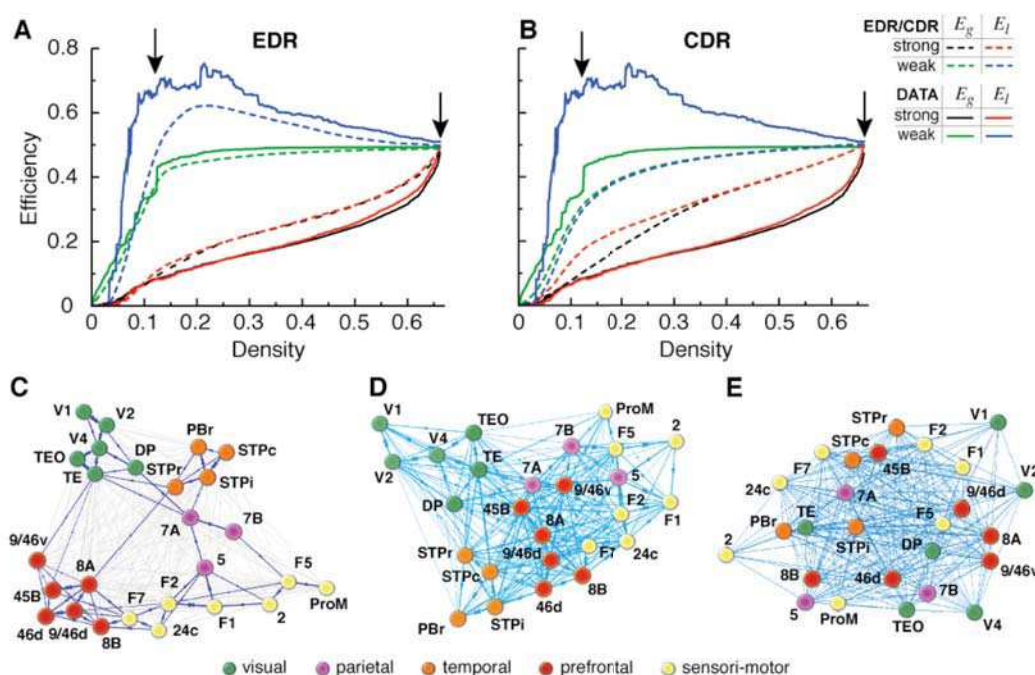 A
EDR
Efficiency
0.8
0.6
0.4
0.2
0
0 0.1 0.2 0.3 0.4 0.5 0.6
Density
B
CDR
0 0.1 0.2 0.3 0.4 0.5 0.6
Density
EDR/CDR Eg El
strong
weak
DATA Eg El
strong
weak
C
V1
V2
V4
TEO
DP
TE
PBr
STPc
STPr
STPi
7A
7B
9/46v
8A
5
45B
F7
F2
F5
46d
9/46d
8B
24c
F1
2
ProM
D
V1
TEO
ProM
V4
7B
F5
2
V2
TE
7A
5
DP
45B
9/46v
F2
F1
8A
STPr
9/46d
F7
24c
STPc
8B
46d
PBr
STPi
E
STPr
F2
V1
STPc
F7
45B
F1
V2
24c
7A
9/46d
PBr
TE
F5
2
STPi
DP
8A
8B
46d
7B
9/46v
5
ProM
TEO
V4
visual parietal temporal prefrontal sensori-motor